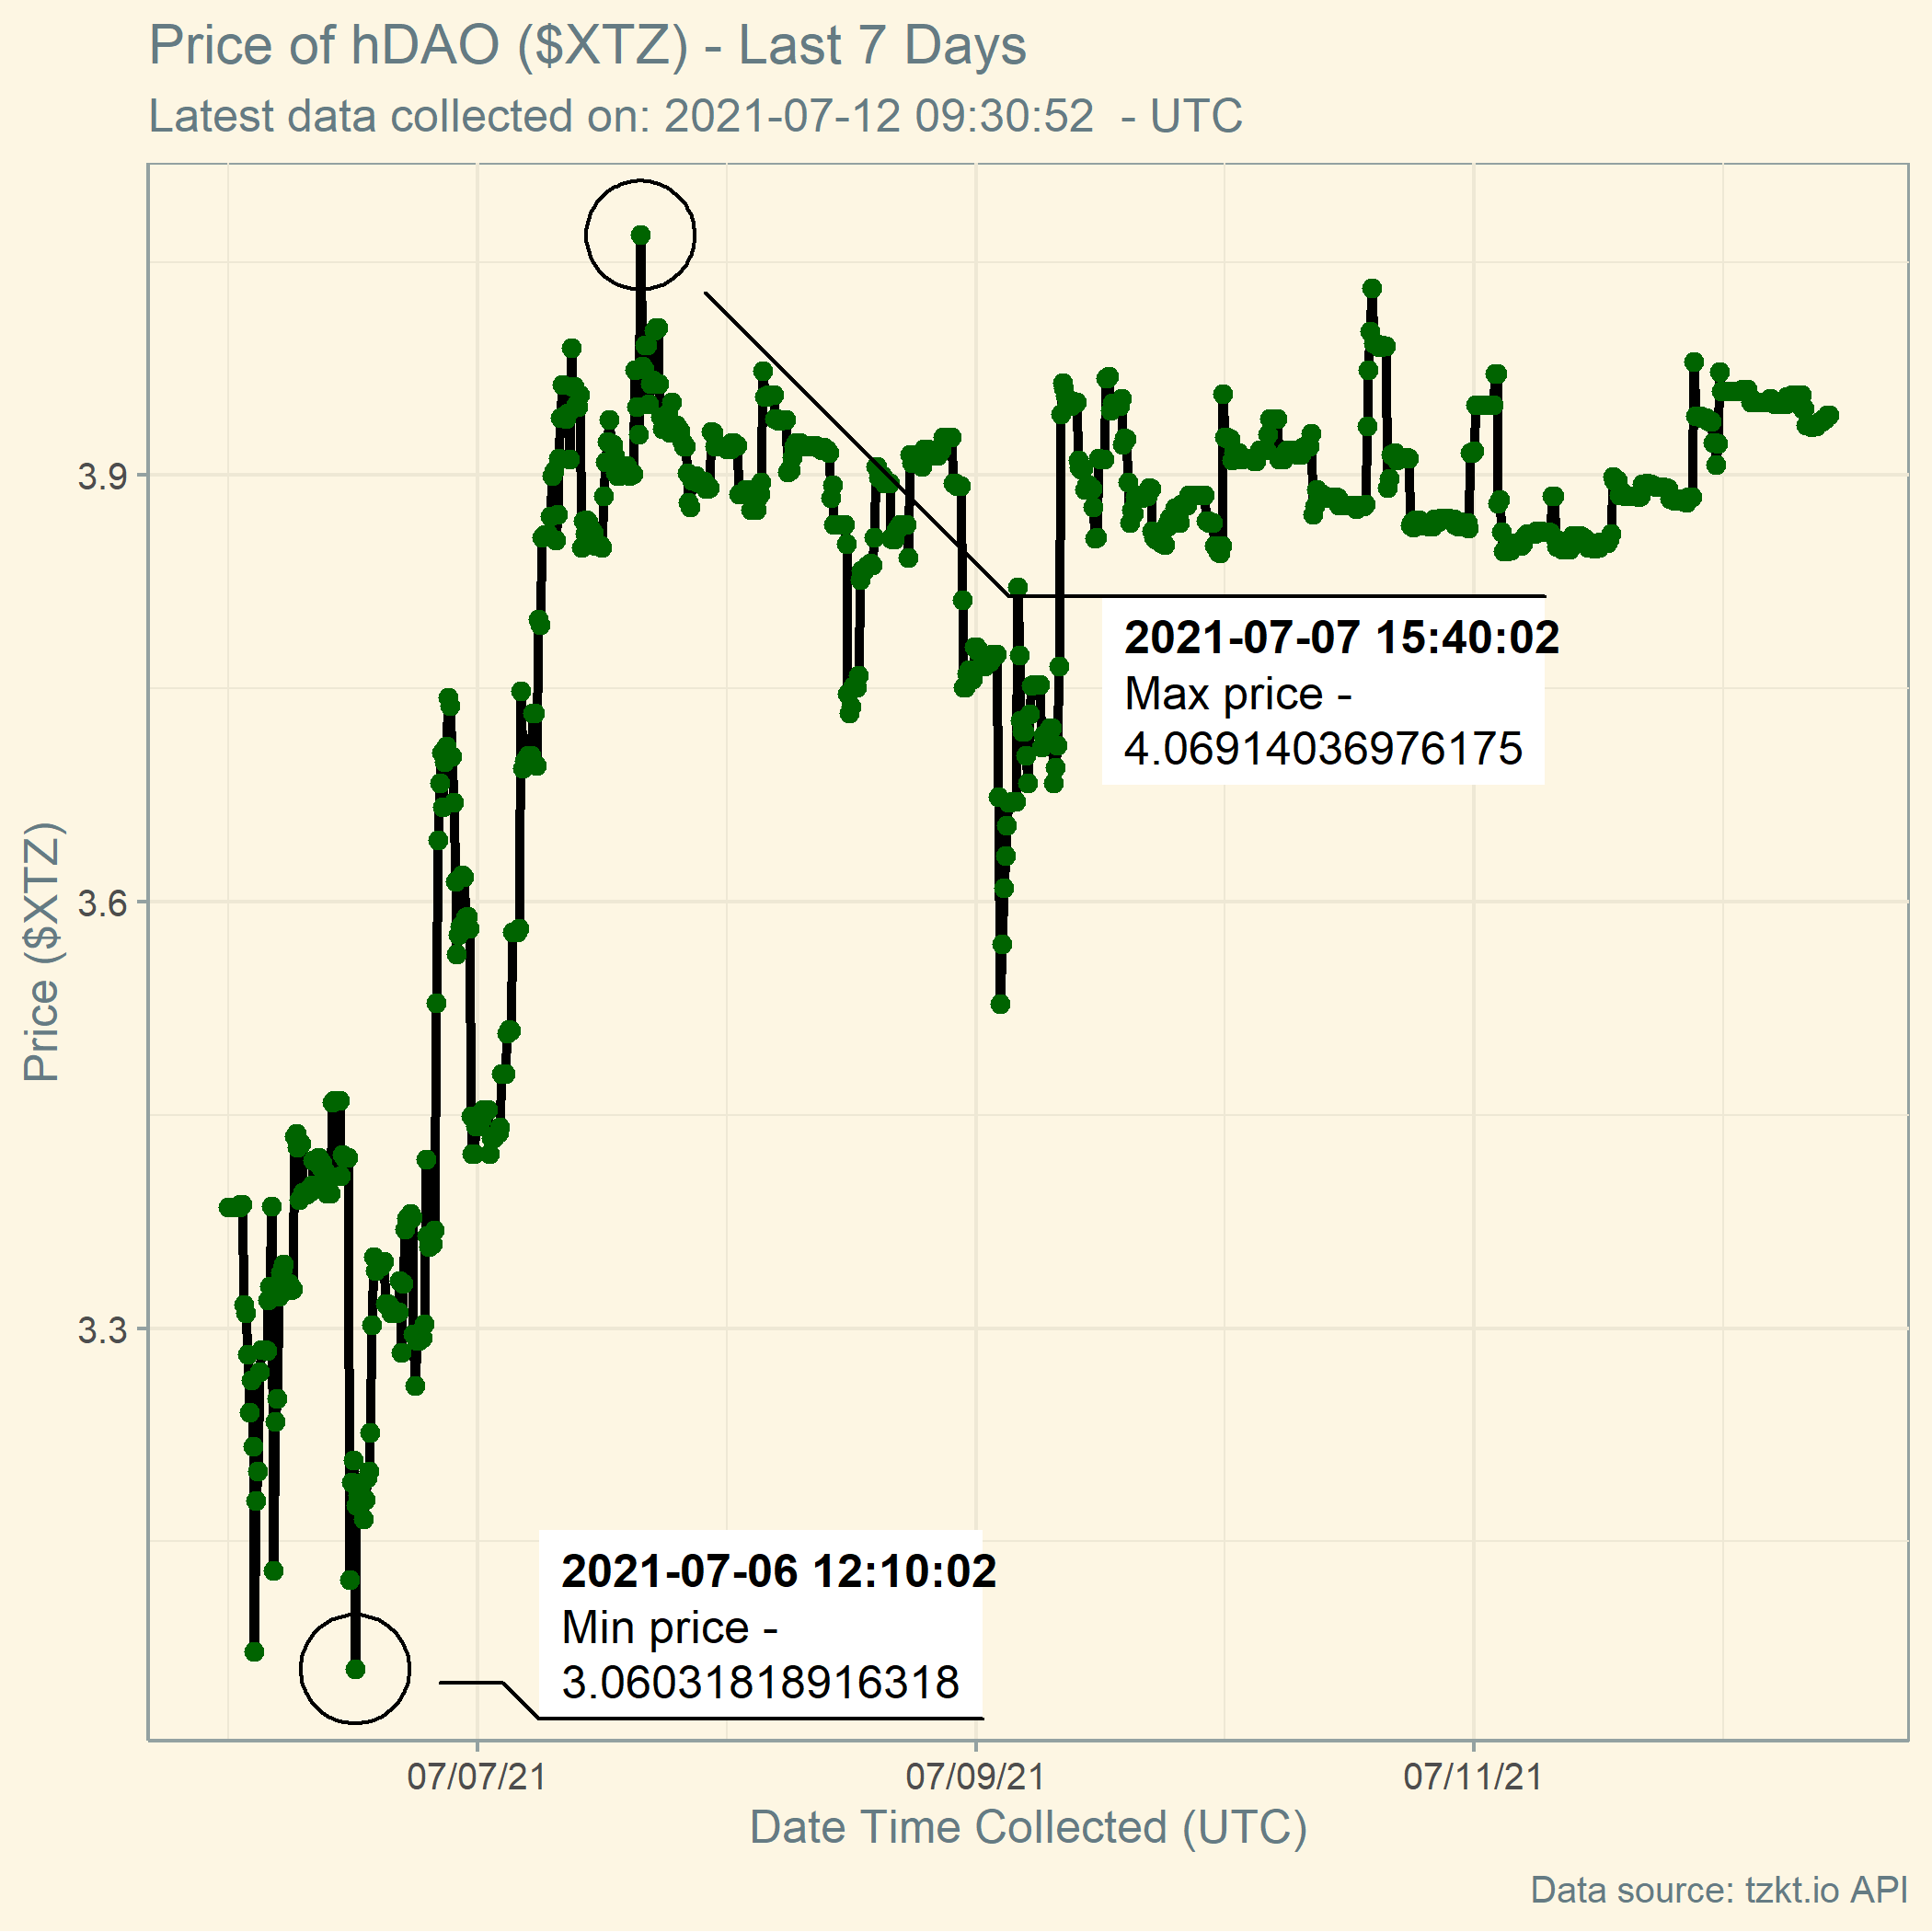 Price of hDAO ($XTZ) - Last 7 Days
Latest data collected on: 2021-07-12 09:30:52  - UTC
Price ($XTZ)
3.9
3.6
3.3
2021-07-07 15:40:02
Max price -
4.06914036976175
2021-07-06 12:10:02
Min price -
3.06031818916318
07/07/21
07/09/21
07/11/21
Date Time Collected (UTC)
Data source: tzkt.io API